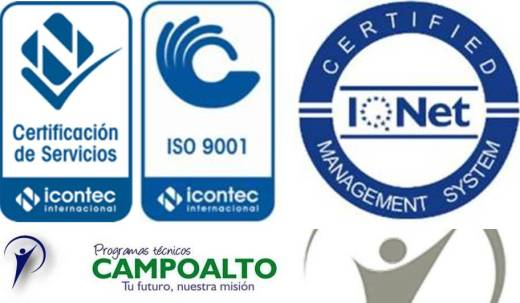 Certificación
de Servicios
icontec
internacional
ISO 9001
icontec
internacional
CERTIFIED
IQNet
MANAGEMENT SYSTEM
Programas técnicos
CAMPOALTO
Tu futuro, nuestra misión